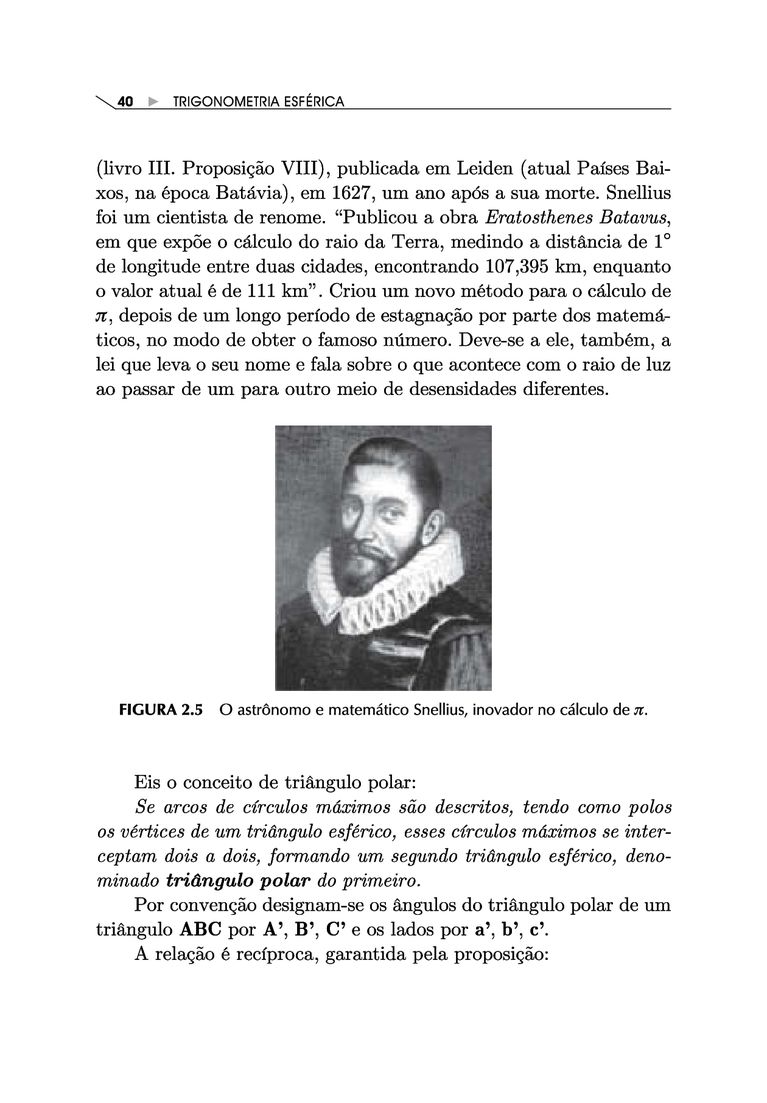 40 ► TRIGONOMETRIA ESFÉRICA
(livro III. Proposição VIII), publicada em Leiden (atual Países Bai-
xos, na época Batávia), em 1627, um ano após a sua morte. Snellius
foi um cientista de renome. “Publicou a obra Eratosthenes Batavus,
em que expõe o cálculo do raio da Terra, medindo a distância de 1°
de longitude entre duas cidades, encontrando 107,395 km, enquanto
o valor atual é de 111 km”. Criou um novo método para o cálculo de
π, depois de um longo período de estagnação por parte dos matemá-
ticos, no modo de obter o famoso número. Deve-se a ele, também, a
lei que leva o seu nome e fala sobre o que acontece com o raio de luz
ao passar de um para outro meio de desensidades diferentes.
FIGURA 2.5 O astrônomo e matemático Snellius, inovador no cálculo de π.
Eis o conceito de triângulo polar:
Se arcos de círculos máximos são descritos, tendo como polos
os vértices de um triângulo esférico, esses círculos máximos se inter-
ceptam dois a dois, formando um segundo triângulo esférico, deno-
minado triângulo polar do primeiro.
Por convenção designam-se os ângulos do triângulo polar de um
triângulo ABC por A’, B’, C’ e os lados por a’, b’, c’.
A relação é recíproca, garantida pela proposição: